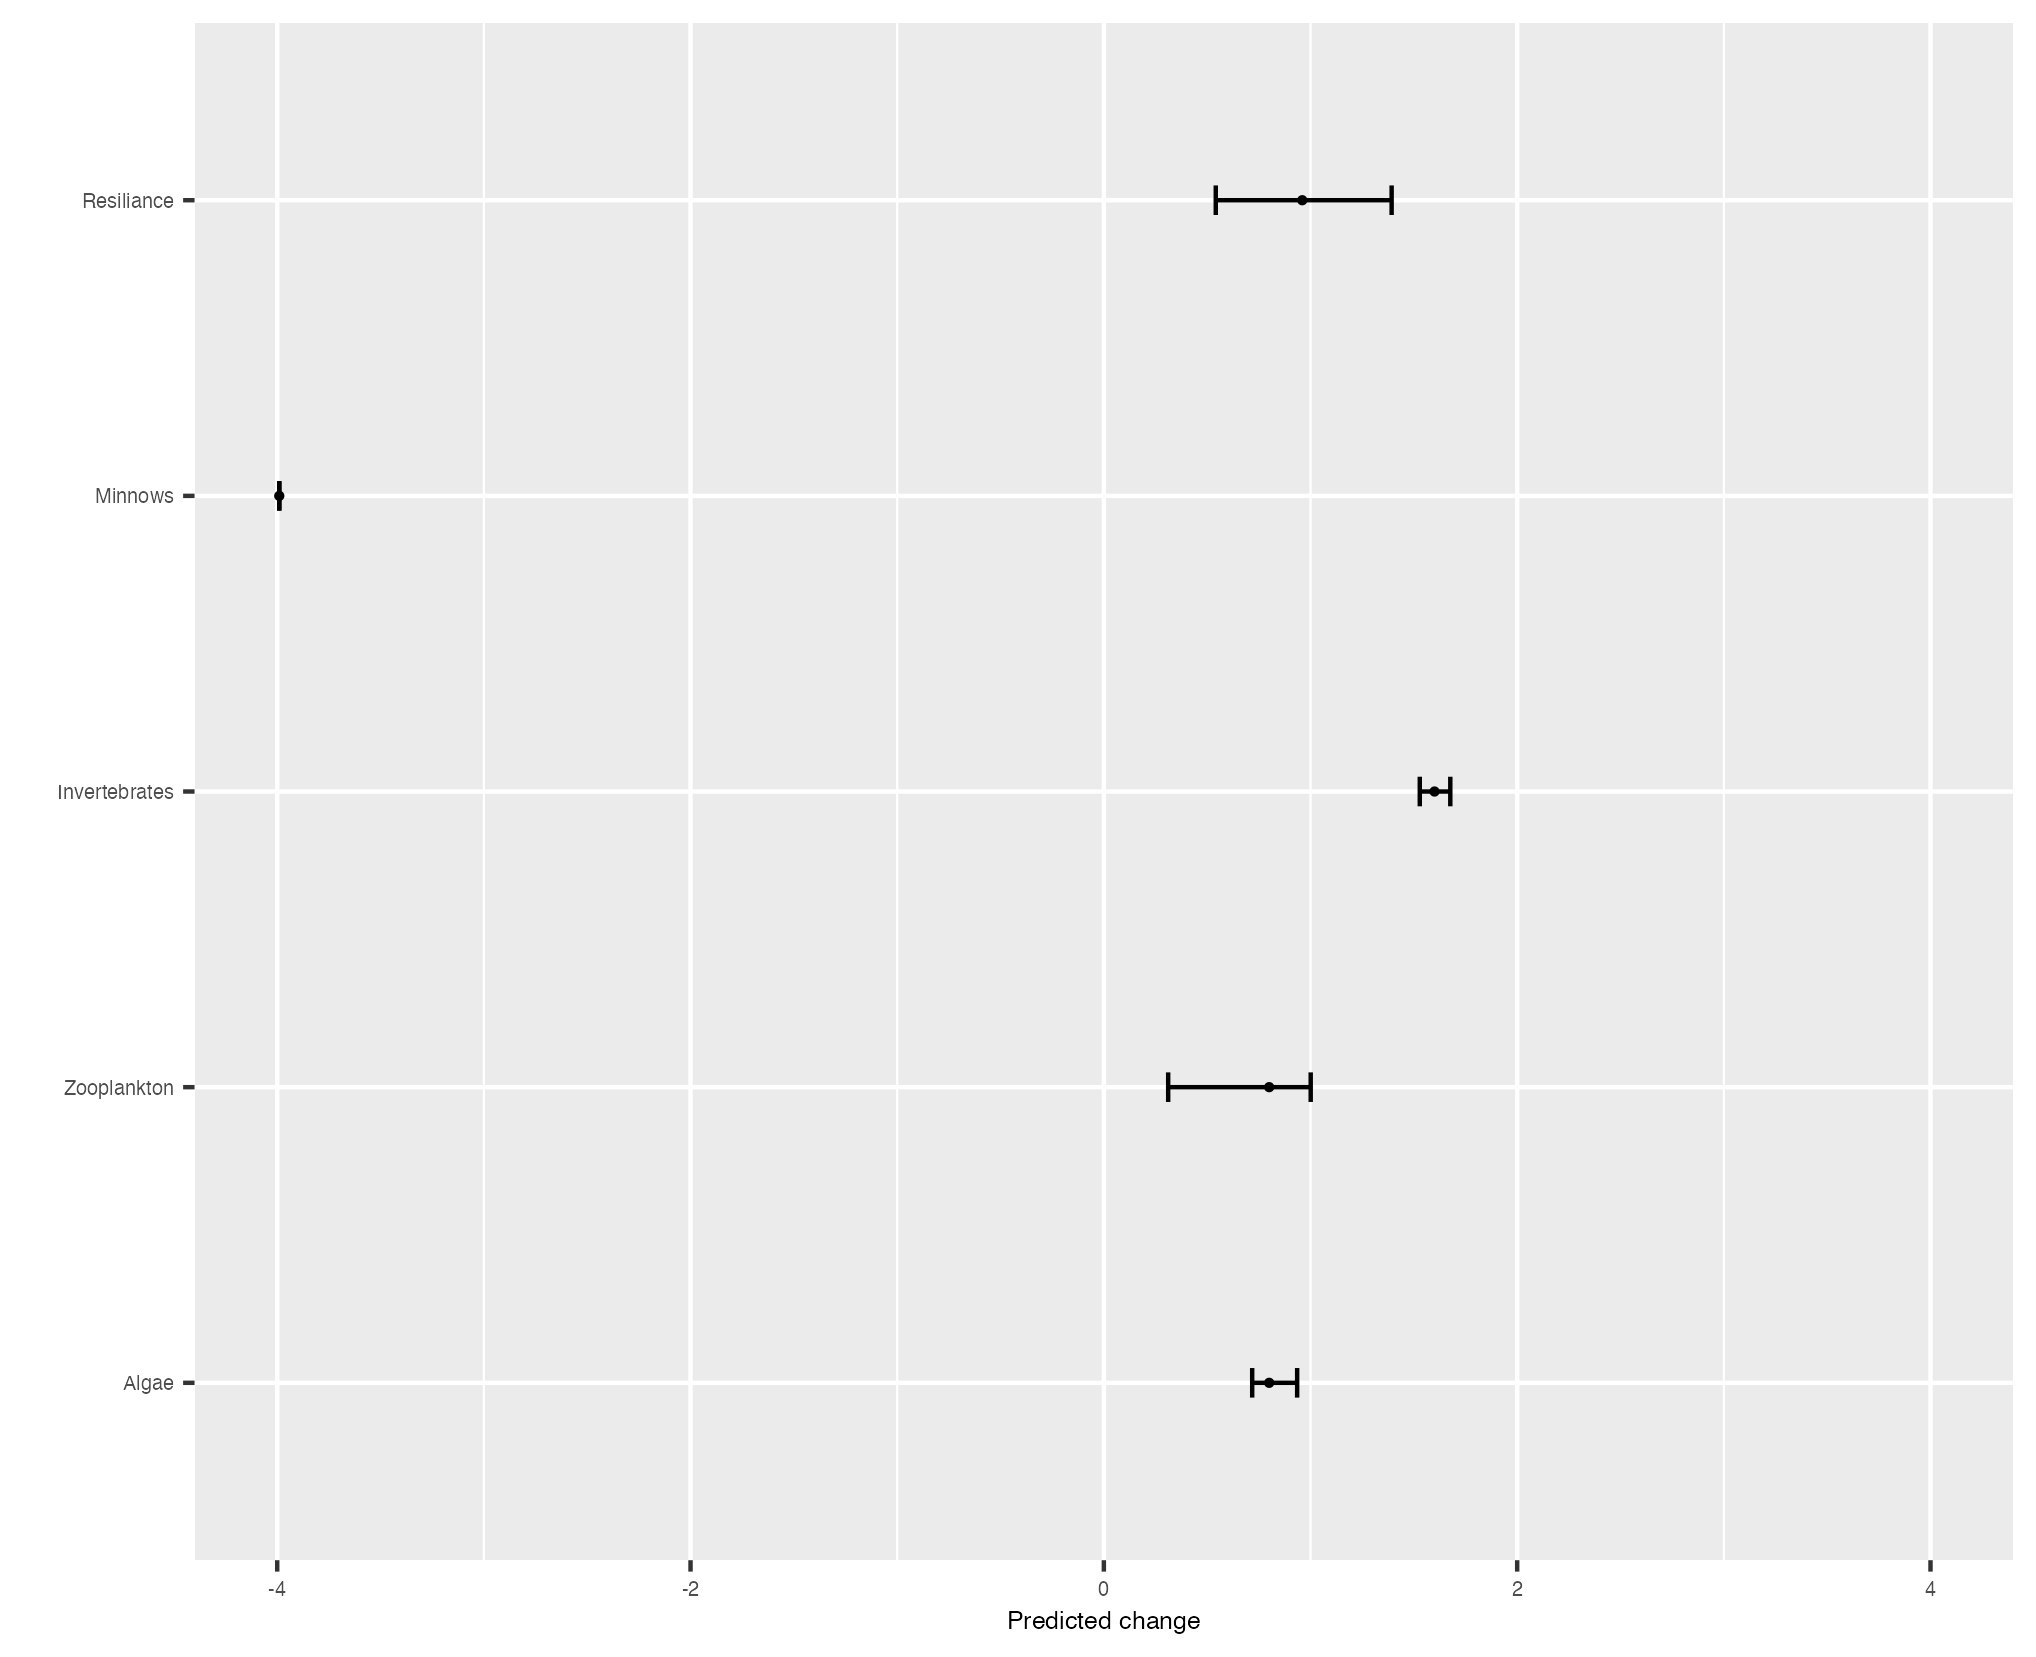 Resiliance
Minnows
Invertebrates
Zooplankton
Algae
-4 -2 0 2 4
Predicted change